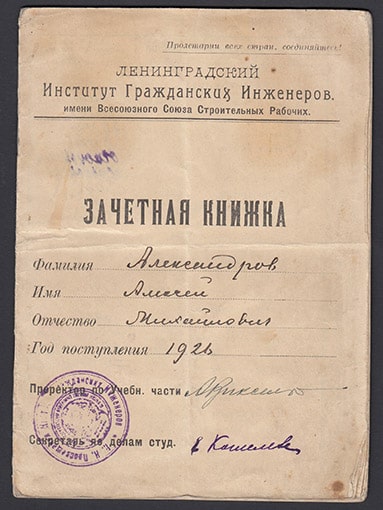 Пролетарии всех стран, соединяйтесь!
ЛЕНИНГРАДСКИЙ
Институт Гражданских Инженеров.
имени Всесоюзного Союза Строительных Рабочих.
ЗАЧЕТНАЯ КНИЖКА
Фамилия Александров
Имя Алексей
Отчество Михайлович
Год поступления 1926
Проректор по Учебн. части
Секретарь по делам студ.